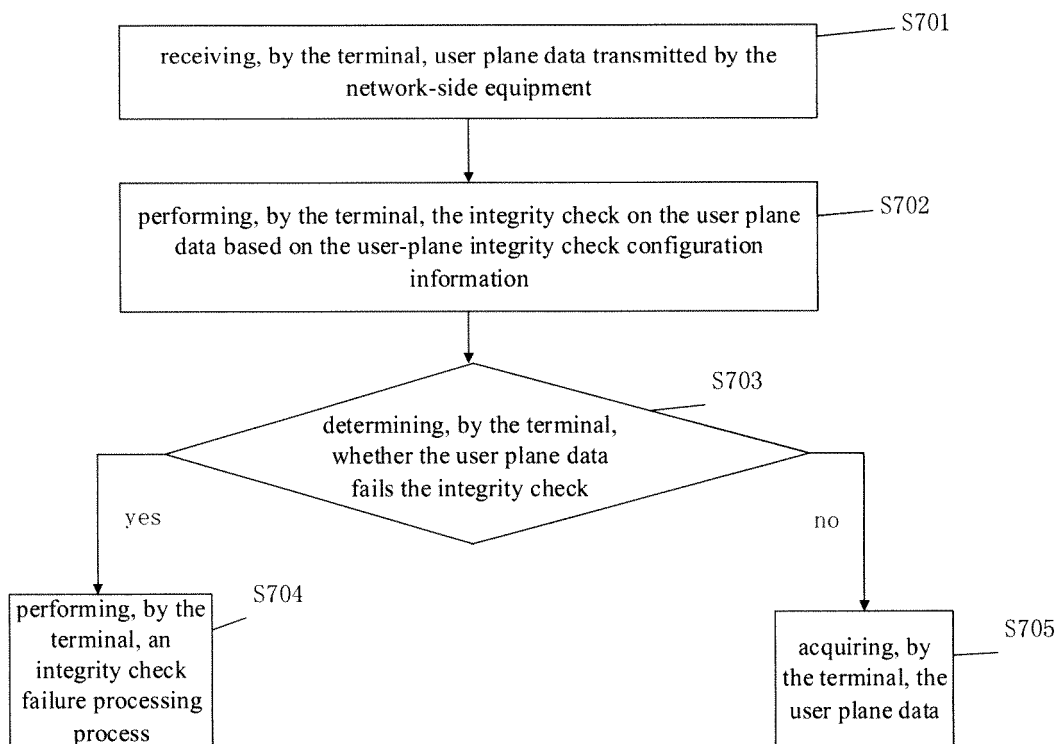 S701
receiving, by the terminal, user plane data transmitted by the
network-side equipment
S702
performing, by the terminal, the integrity check on the user plane
data based on the user-plane integrity check configuration
information
S703
determining, by the terminal,
whether the user plane data
fails the integrity check
yes
no
S704
performing, by the
terminal, an
integrity check
failure processing
process
S705
acquiring, by
the terminal, the
user plane data